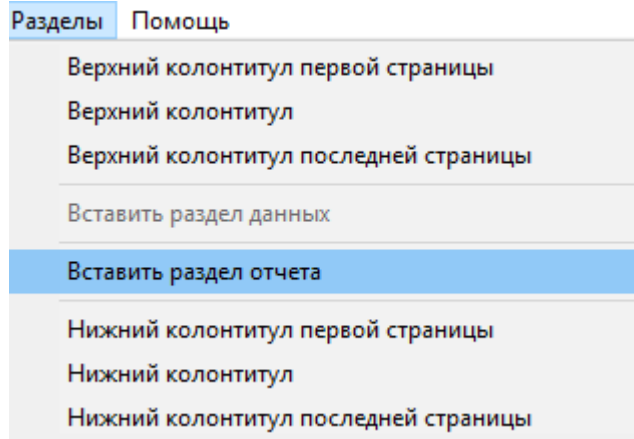 Разделы Помощь
Верхний колонтитул первой страницы
Верхний колонтитул
Верхний колонтитул последней страницы
Вставить раздел данных
Вставить раздел отчета
Нижний колонтитул первой страницы
Нижний колонтитул
Нижний колонтитул последней страницы